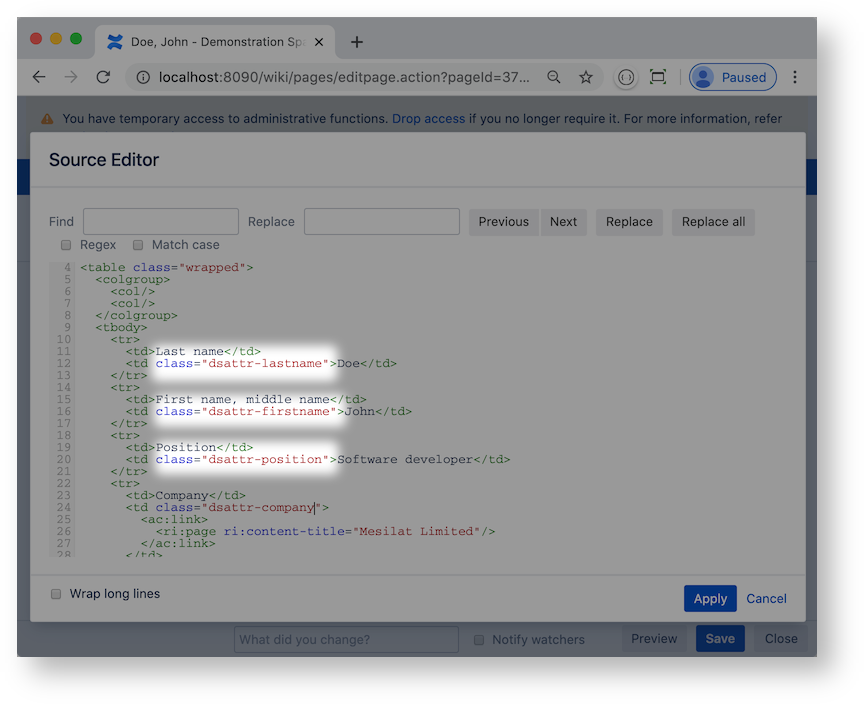 Doe, John - Demonstration Sp
localhost:8090/wiki/pages/editpage.action?pageId=37... Paused
You have temporary access to administrative functions. Drop access if you no longer require it. For more information, refer
Source Editor
Find Replace Previous Next Replace Replace all
Regex Match case
4 <table class="wrapped">
5 <colgroup>
6 <col/>
7 <col/>
8 </colgroup>
9 <tbody>
10 <tr>
11 <td>Last name</td>
12 <td class="dsattr-lastname">Doe</td>
13 </tr>
14 <tr>
15 <td>First name, middle name</td>
16 <td class="dsattr-firstname">John</td>
17 </tr>
18 <tr>
19 <td>Position</td>
20 <td class="dsattr-position">Software developer</td>
21 </tr>
22 <tr>
23 <td>Company</td>
24 <td class="dsattr-company">
25 <ac:link>
26 <ri:page ri:content-title="Mesilat Limited"/>
27 </ac:link>
28 </td>
Wrap long lines Apply Cancel
What did you change? Notify watchers Preview Save Close